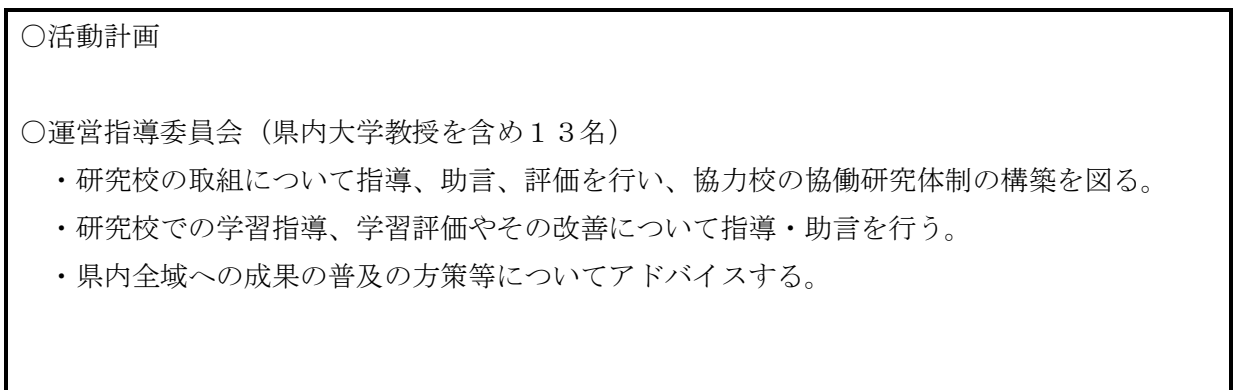 ○活動計画
○運営指導委員会（県内大学教授を含め１３名）
・研究校の取組について指導、助言、評価を行い、協力校の協働研究体制の構築を図る。
・研究校での学習指導、学習評価やその改善について指導・助言を行う。
・県内全域への成果の普及の方策等についてアドバイスする。